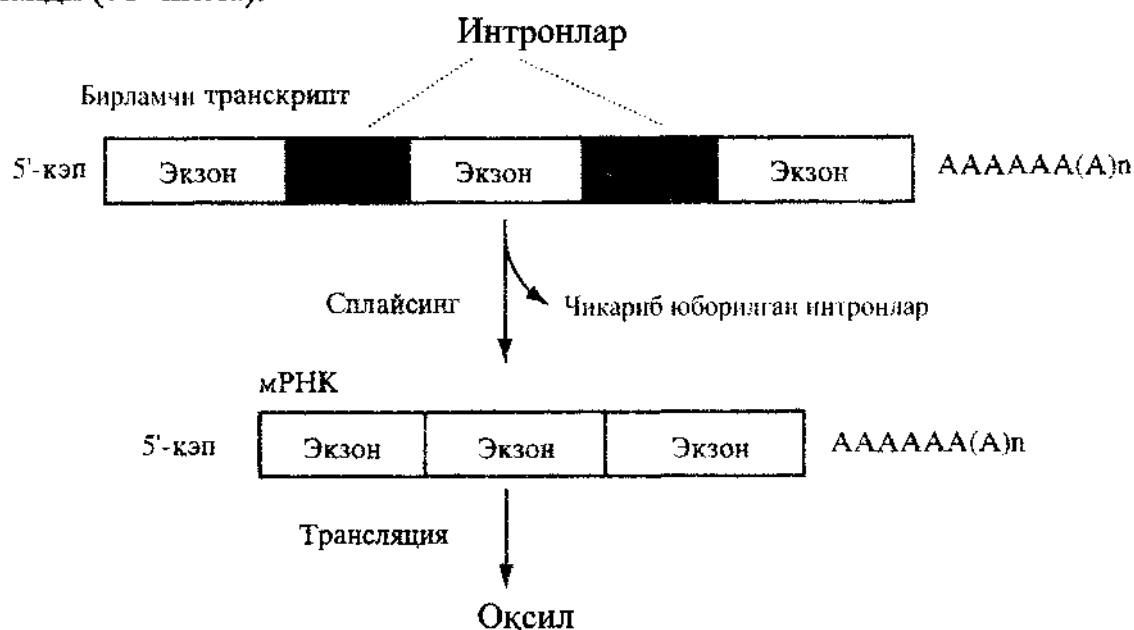 Интронлар
Бирламчи транскрипт
5'-кэп Экзон Экзон Экзон АААААА(А)n
Сплайсинг
Чикариб юборилган интронлар
мРНК
5'-кэп Экзон Экзон Экзон АААААА(А)n
Трансляция
Оқсил